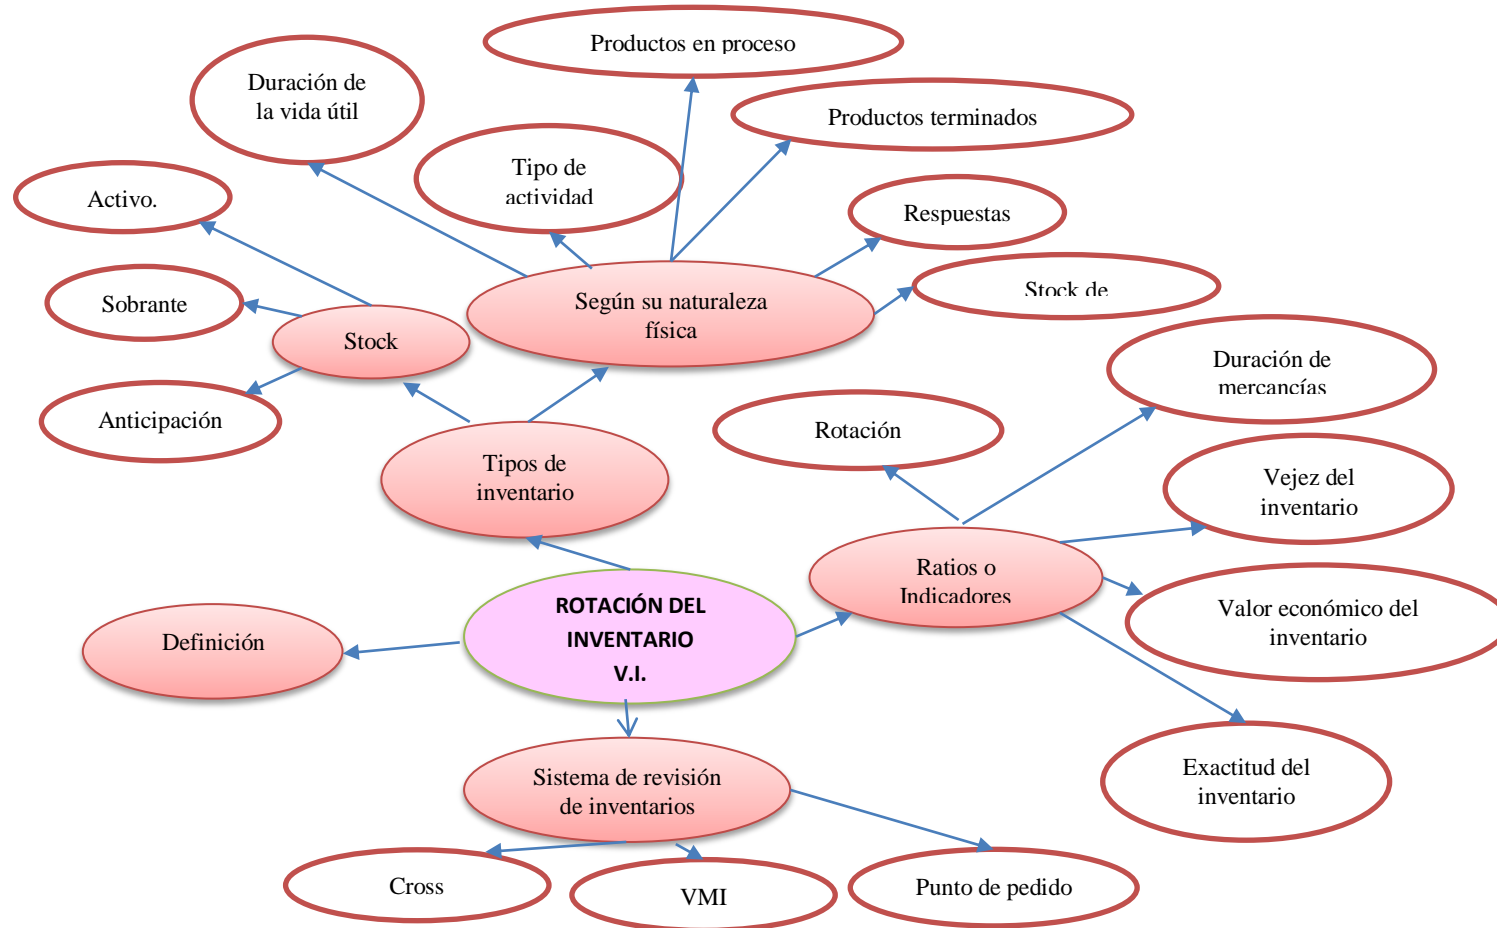 Productos en proceso
Duración de
la vida útil
Productos terminados
Tipo de
actividad
Activo.
Respuestas
Stock de
Sobrante
Según su naturaleza
física
Stock
Anticipación
Duración de
mercancías
Rotación
Tipos de
inventario
Vejez del
inventario
Ratios o
Indicadores
ROTACIÓN DEL
INVENTARIO
V.I.
Valor económico del
inventario
Definición
Sistema de revisión
de inventarios
Exactitud del
inventario
Cross
VMI
Punto de pedido